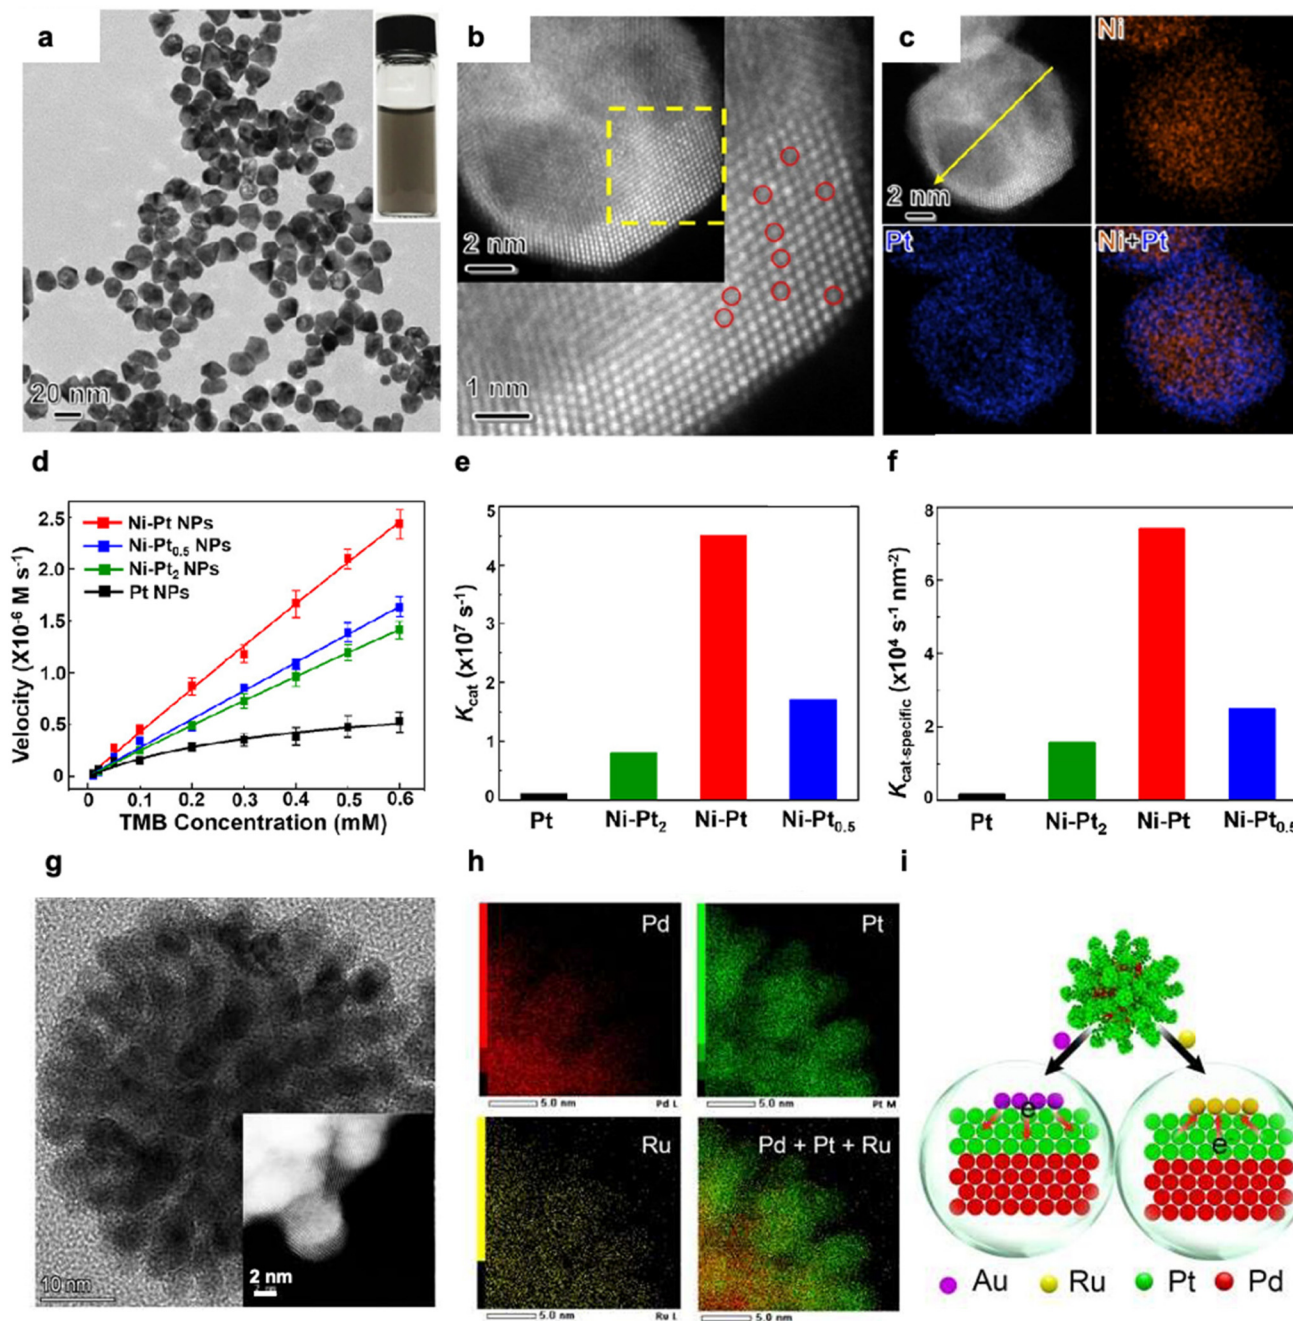 a
20 nm
b
2 nm
1 nm
c
2 nm
Ni
Pt
Ni+Pt
d
Velocity (X10⁻⁶ M s⁻¹)
2.5
2.0
1.5
1.0
0.5
0
Ni-Pt NPs
Ni-Pt₀.₅ NPs
Ni-Pt₂ NPs
Pt NPs
0 0.1 0.2 0.3 0.4 0.5 0.6
TMB Concentration (mM)
e
Kcat (x10⁷ s⁻¹)
5
4
2
1
0
Pt Ni-Pt₂ Ni-Pt Ni-Pt₀.₅
f
Kcat-specific (x10⁴ s⁻¹ nm⁻²)
8
6
4
2
0
Pt Ni-Pt₂ Ni-Pt Ni-Pt₀.₅
g
10 nm
2 nm
h
Pd
5.0 nm
Pd L
Pt
5.0 nm
Pt M
Ru
5.0 nm
Ru L
Pd + Pt + Ru
5.0 nm
i
e
e
Au Ru Pt Pd